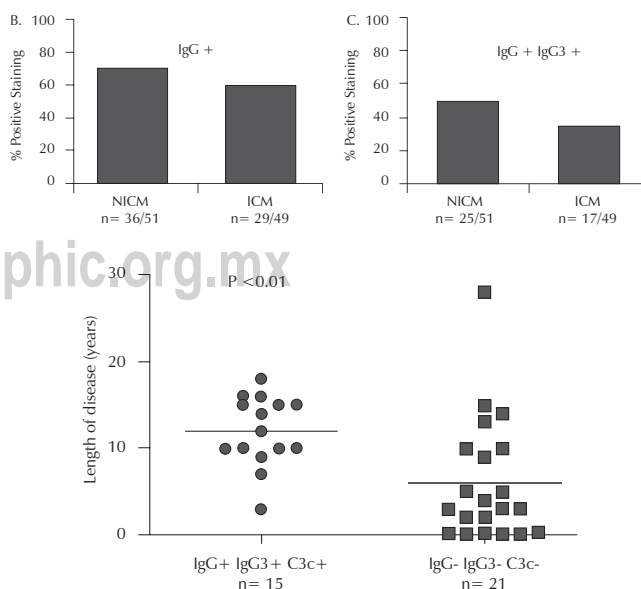 B.
100
80
60
40
20
0
% Positive Staining
IgG +
NICM
n= 36/51
ICM
n= 29/49
C.
100
80
60
40
20
0
% Positive Staining
IgG + IgG3 +
NICM
n= 25/51
ICM
n= 17/49
phic.org.mx
30
20
10
0
Length of disease (years)
P <0.01
IgG+ IgG3+ C3c+
n= 15
IgG- IgG3- C3c-
n= 21